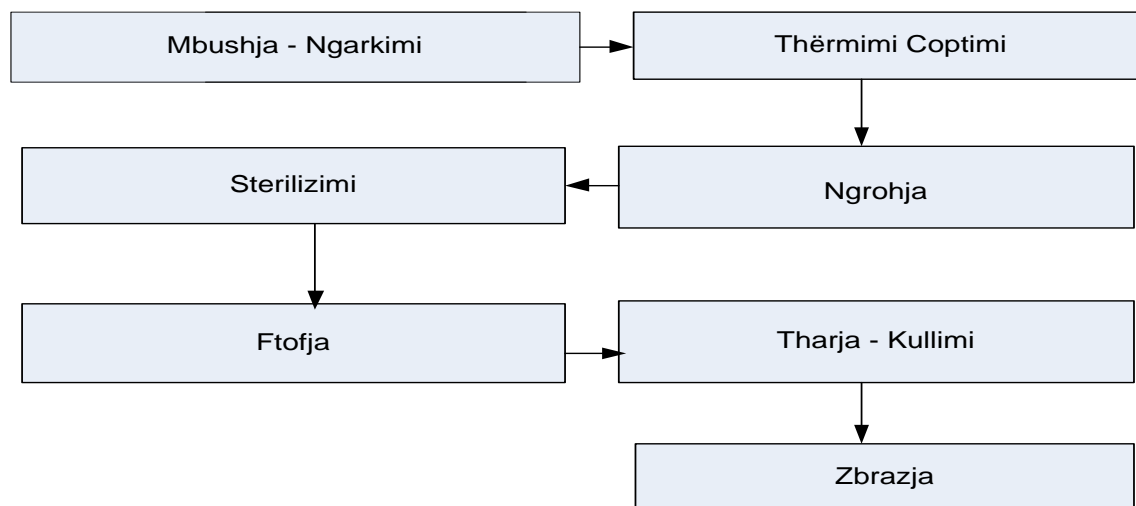 Mbushja - Ngarkimi
Thërmimi Coptimi
Ngrohja
Sterilizimi
Ftofja
Tharja - Kullimi
Zbrazja